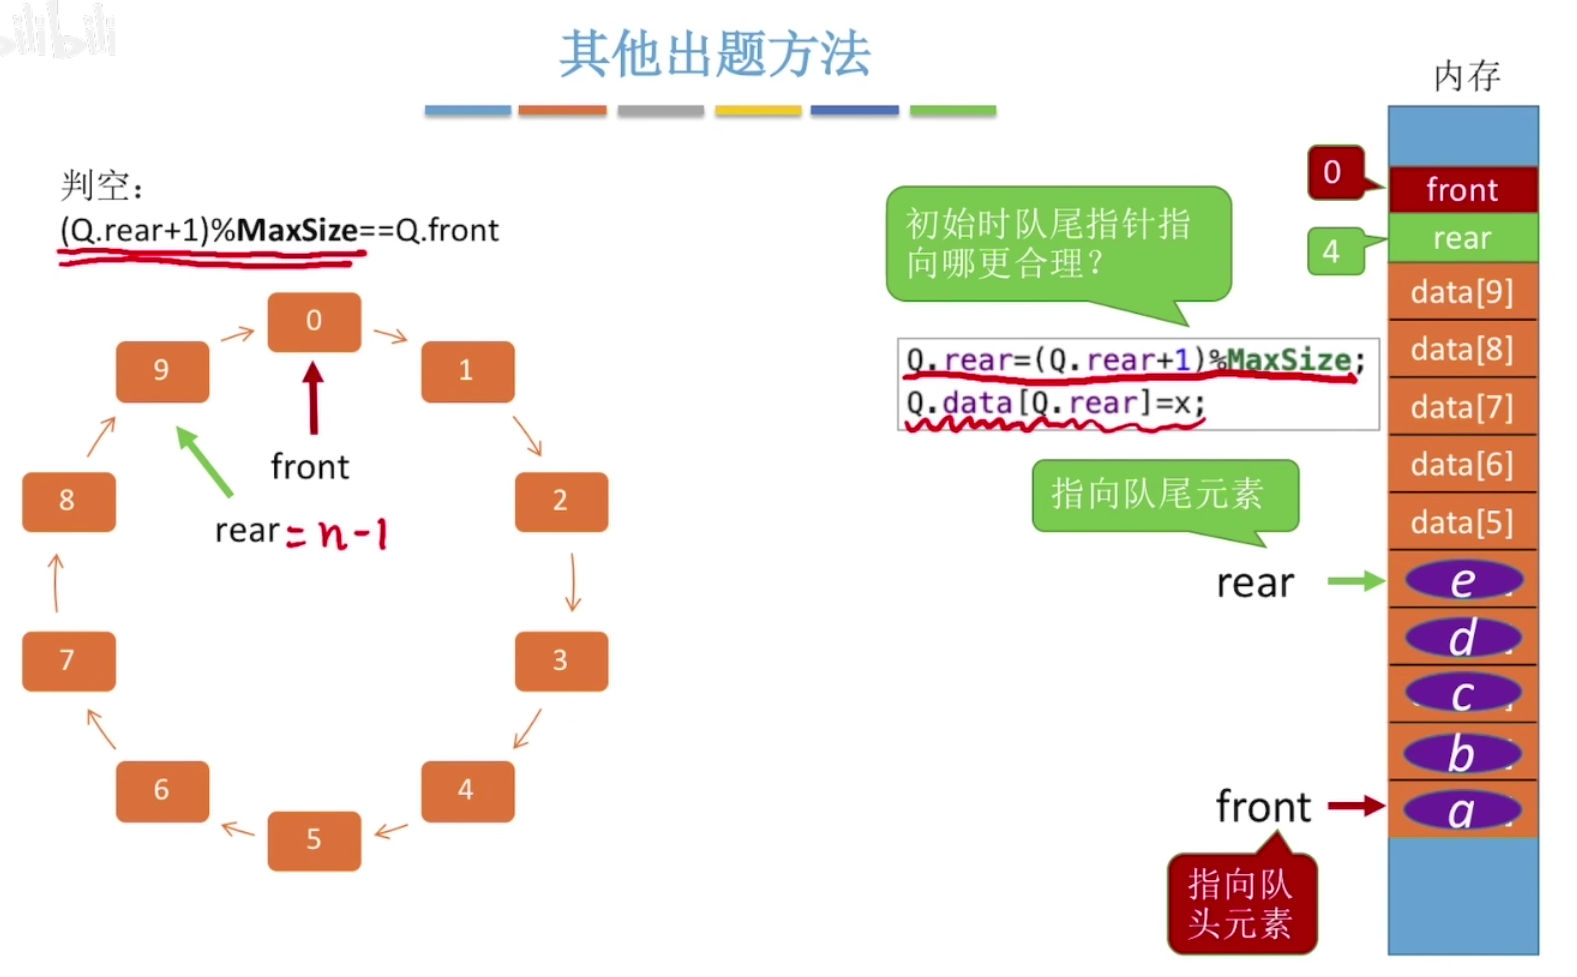 bilibili
其他出题方法
判空：
(Q.rear+1)%MaxSize==Q.front
0
1
2
3
4
5
6
7
8
9
front
rear = n-1
初始时队尾指针指
向哪更合理？
Q.rear=(Q.rear+1)%MaxSize;
Q.data[Q.rear]=x;
指向队尾元素
rear
front
指向队
头元素
内存
0
front
4
rear
data[9]
data[8]
data[7]
data[6]
data[5]
e
d
c
b
a